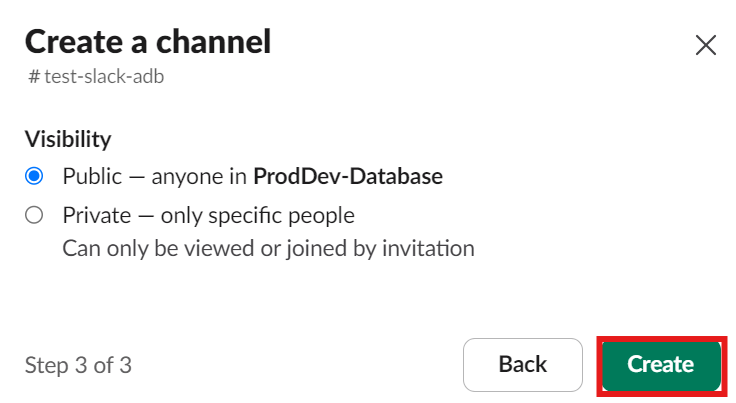 Create a channel
# test-slack-adb
Visibility
Public — anyone in ProdDev-Database
Private — only specific people
Can only be viewed or joined by invitation
Step 3 of 3
Back
Create